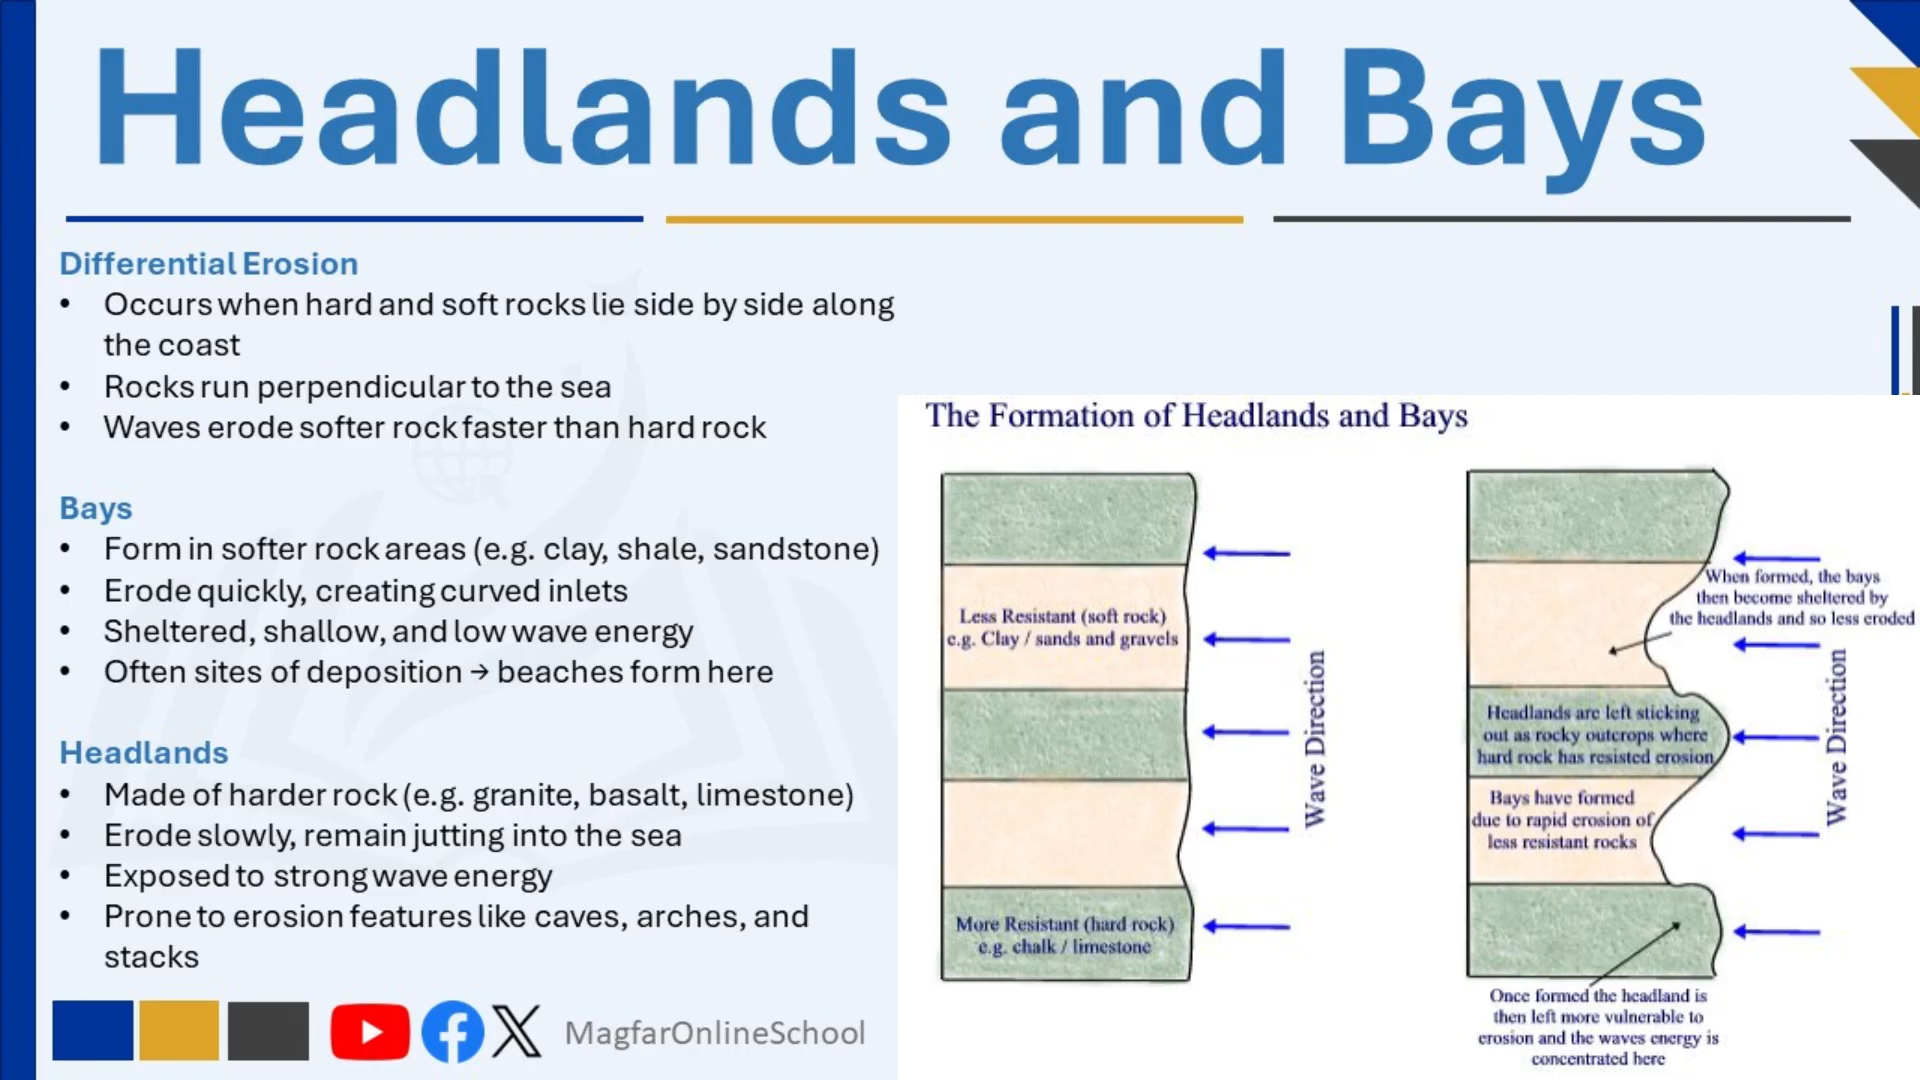 Headlands and Bays
Differential Erosion
• Occurs when hard and soft rocks lie side by side along
the coast
• Rocks run perpendicular to the sea
• Waves erode softer rock faster than hard rock
Bays
• Form in softer rock areas (e.g. clay, shale, sandstone)
• Erode quickly, creating curved inlets
• Sheltered, shallow, and low wave energy
• Often sites of deposition → beaches form here
Headlands
• Made of harder rock (e.g. granite, basalt, limestone)
• Erode slowly, remain jutting into the sea
• Exposed to strong wave energy
• Prone to erosion features like caves, arches, and
stacks
MagfarOnlineSchool
The Formation of Headlands and Bays
Less Resistant (soft rock)
e.g. Clay / sands and gravels
More Resistant (hard rock)
e.g. chalk / limestone
Wave Direction
When formed, the bays
then become sheltered by
the headlands and so less eroded
Headlands are left sticking
out as rocky outcrops where
hard rock has resisted erosion
Bays have formed
due to rapid erosion of
less resistant rocks
Wave Direction
Once formed the headland is
then left more vulnerable to
erosion and the waves energy is
concentrated here